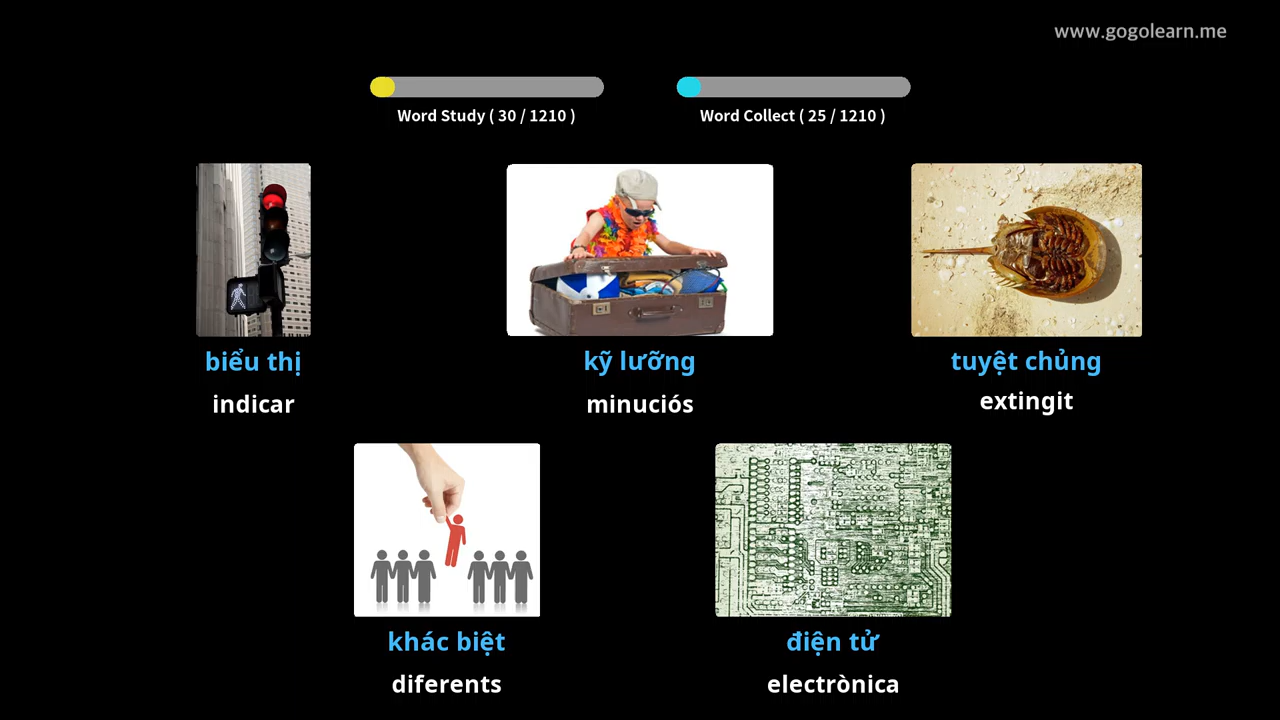 www.gogolearn.me
Word Study ( 30 / 1210 )
Word Collect ( 25 / 1210 )
biểu thị
indicar
kỹ lưỡng
minuciós
tuyệt chủng
extingit
khác biệt
diferents
điện tử
electrònica